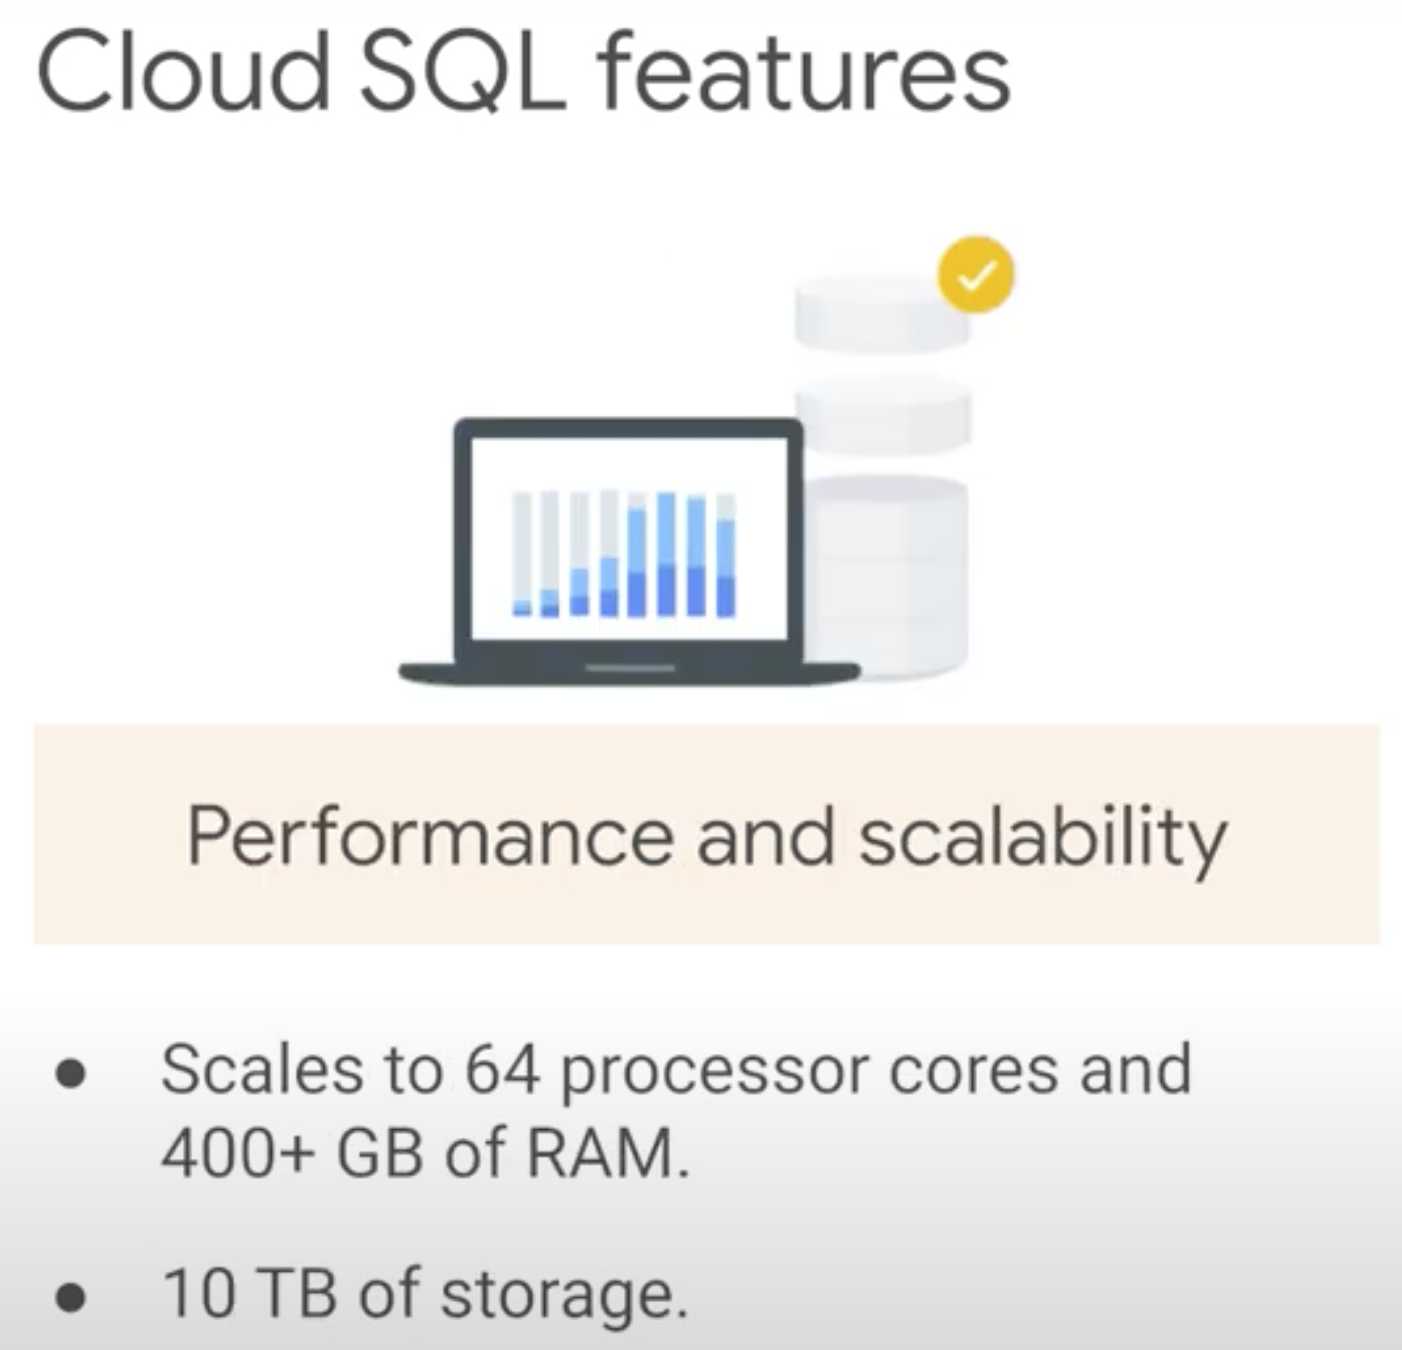 Cloud SQL features
Performance and scalability
● Scales to 64 processor cores and
400+ GB of RAM.
● 10 TB of storage.